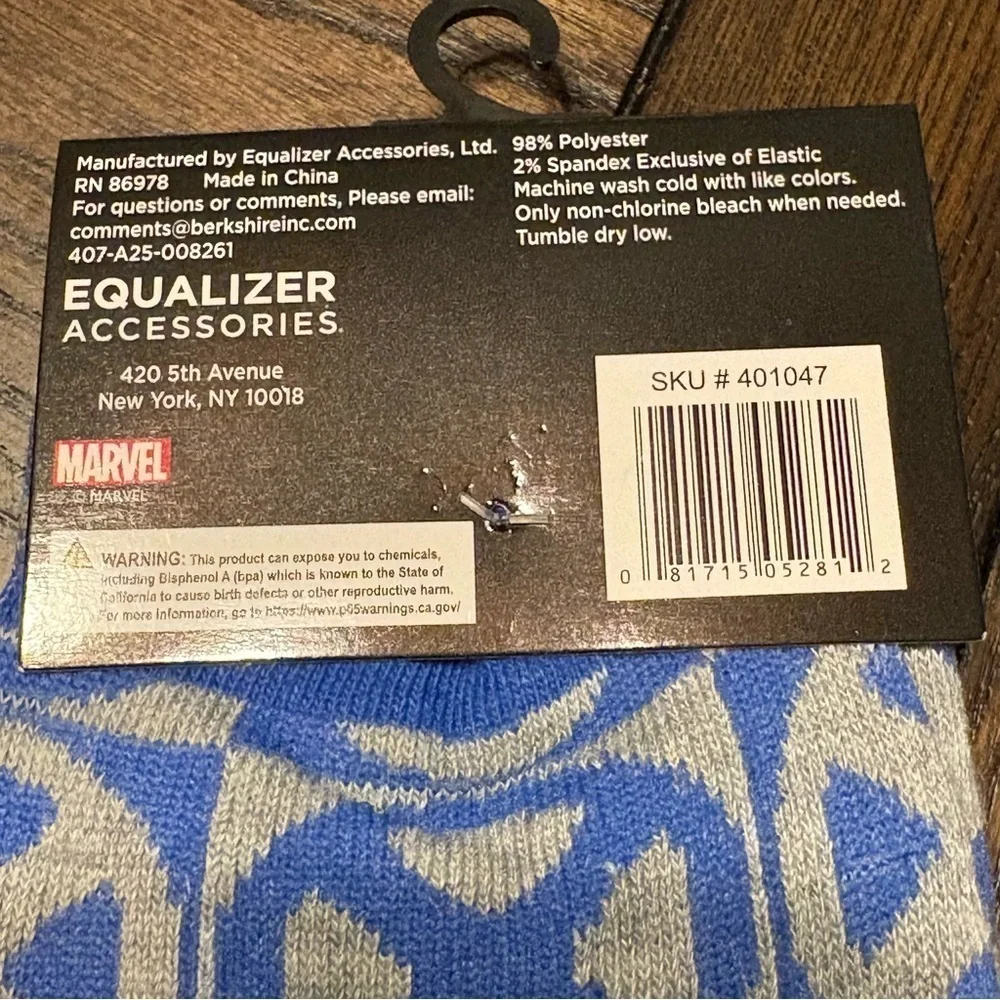 Manufactured by Equalizer Accessories, Ltd.
RN 86978 Made in China
For questions or comments, Please email:
comments@berkshireinc.com
407-A25-008261
EQUALIZER
ACCESSORIES.
420 5th Avenue
New York, NY 10018
MARVEL
© MARVEL
WARNING: This product can expose you to chemicals,
including Bisphenol A (bpa) which is known to the State of
California to cause birth defects or other reproductive harm.
For more information, go to https://www.p65warnings.ca.gov/
98% Polyester
2% Spandex Exclusive of Elastic
Machine wash cold with like colors.
Only non-chlorine bleach when needed.
Tumble dry low.
SKU # 401047
0 81715 05281 2